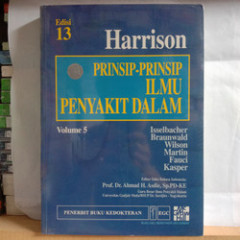 Edisi
13
Harrison
PRINSIP-PRINSIP
ILMU
PENYAKIT DALAM
Volume 5
Isselbacher
Braunwald
Wilson
Martin
Fauci
Kasper
Prof. Dr. Ahmad H. Asdie, Sp.PD-KE
PENERBIT BUKU KEDOKTERAN
EGC